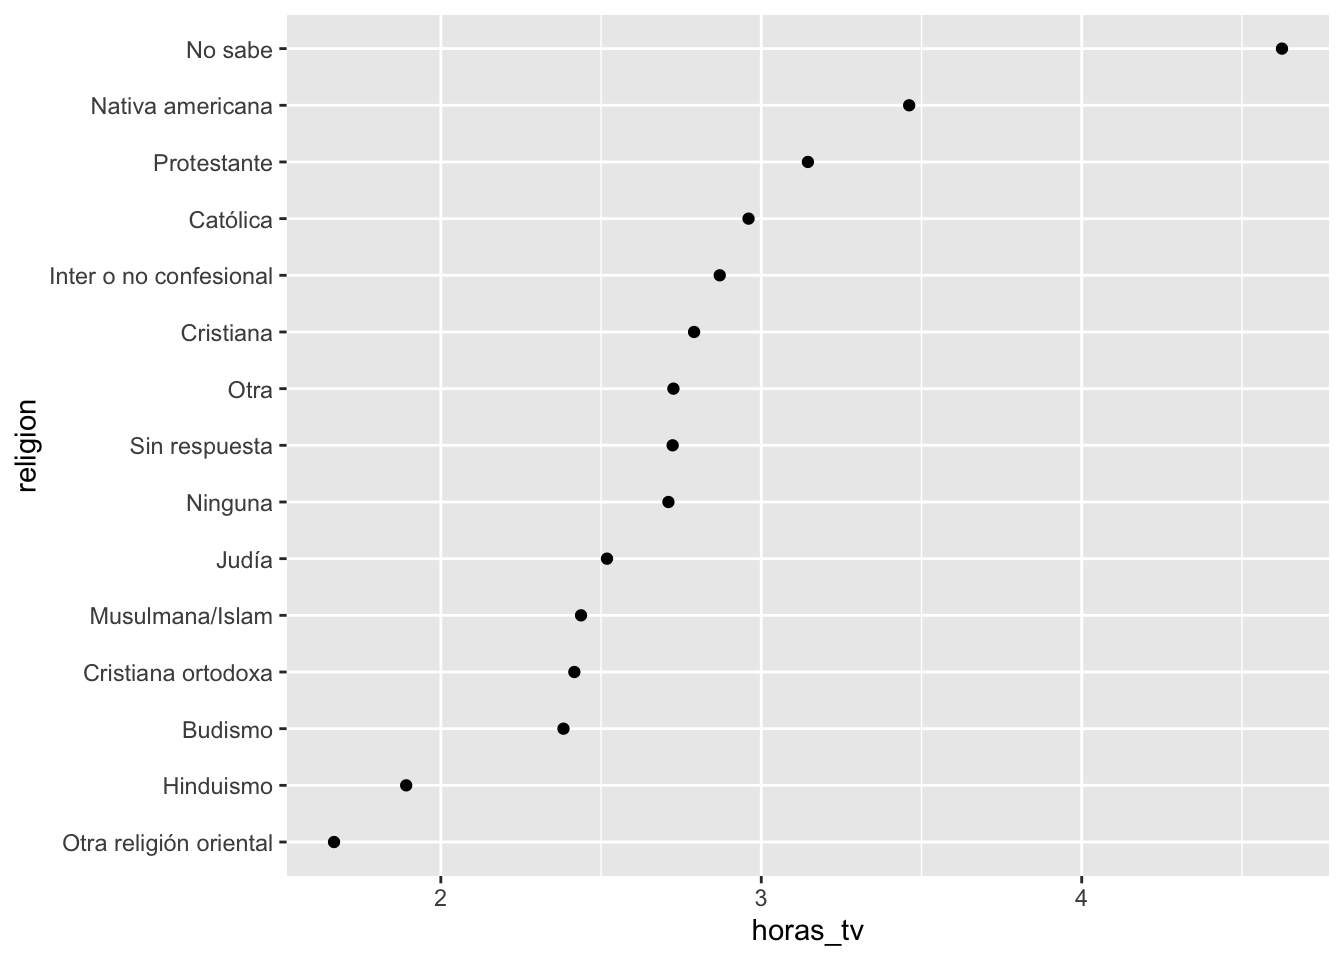 No sabe
Nativa americana
Protestante
Católica
Inter o no confesional
Cristiana
Otra
Sin respuesta
Ninguna
Judía
Musulmana/Islam
Cristiana ortodoxa
Budismo
Hinduismo
Otra religión oriental
religion
2 3 4
horas_tv